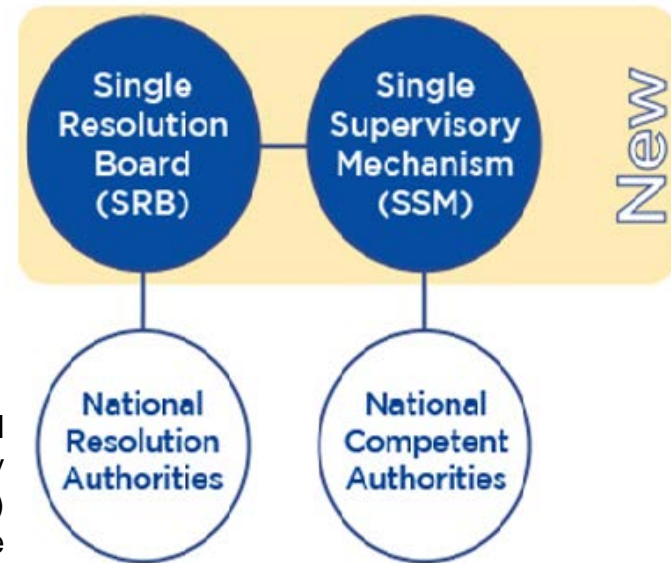 Single
Resolution
Board
(SRB)
Single
Supervisory
Mechanism
(SSM)
New
National
Resolution
Authorities
National
Competent
Authorities
)
e